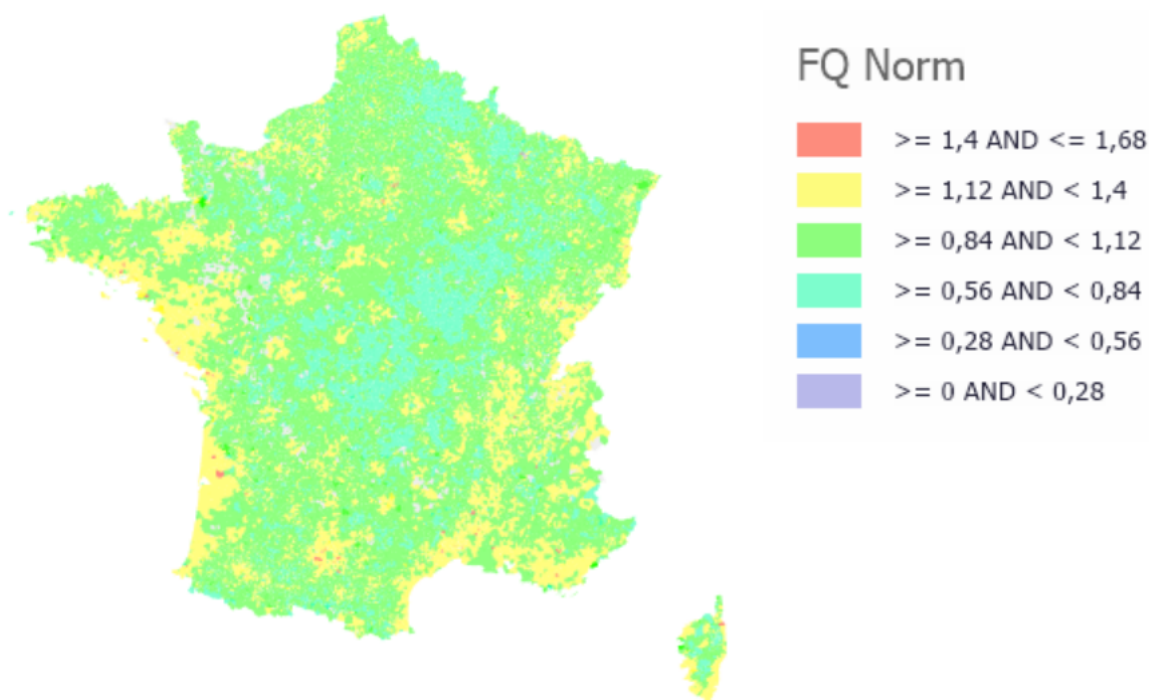 FQ Norm
>= 1,4 AND <= 1,68
>= 1,12 AND < 1,4
>= 0,84 AND < 1,12
>= 0,56 AND < 0,84
>= 0,28 AND < 0,56
>= 0 AND < 0,28